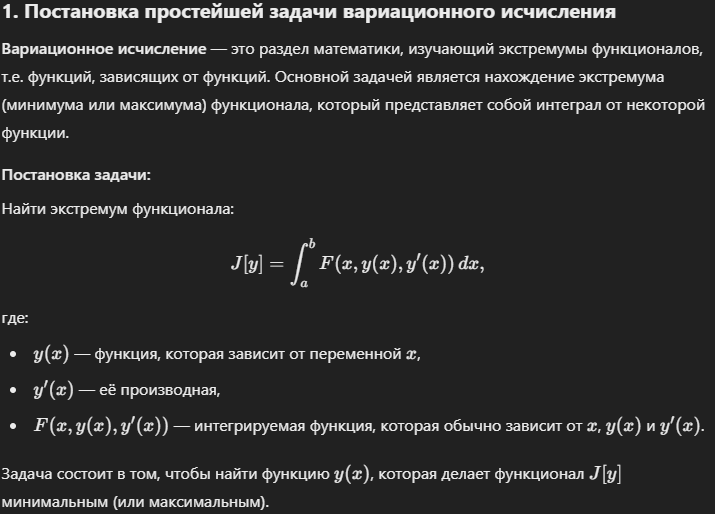 1. Постановка простейшей задачи вариационного исчисления
Вариационное исчисление — это раздел математики, изучающий экстремумы функционалов,
т.е. функций, зависящих от функций. Основной задачей является нахождение экстремума
(минимума или максимума) функционала, который представляет собой интеграл от некоторой
функции.
Постановка задачи:
Найти экстремум функционала:
J[y] = ∫_a^b F(x, y(x), y′(x)) dx,
где:
• y(x) — функция, которая зависит от переменной x,
• y′(x) — её производная,
• F(x, y(x), y′(x)) — интегрируемая функция, которая обычно зависит от x, y(x) и y′(x).
Задача состоит в том, чтобы найти функцию y(x), которая делает функционал J[y]
минимальным (или максимальным).